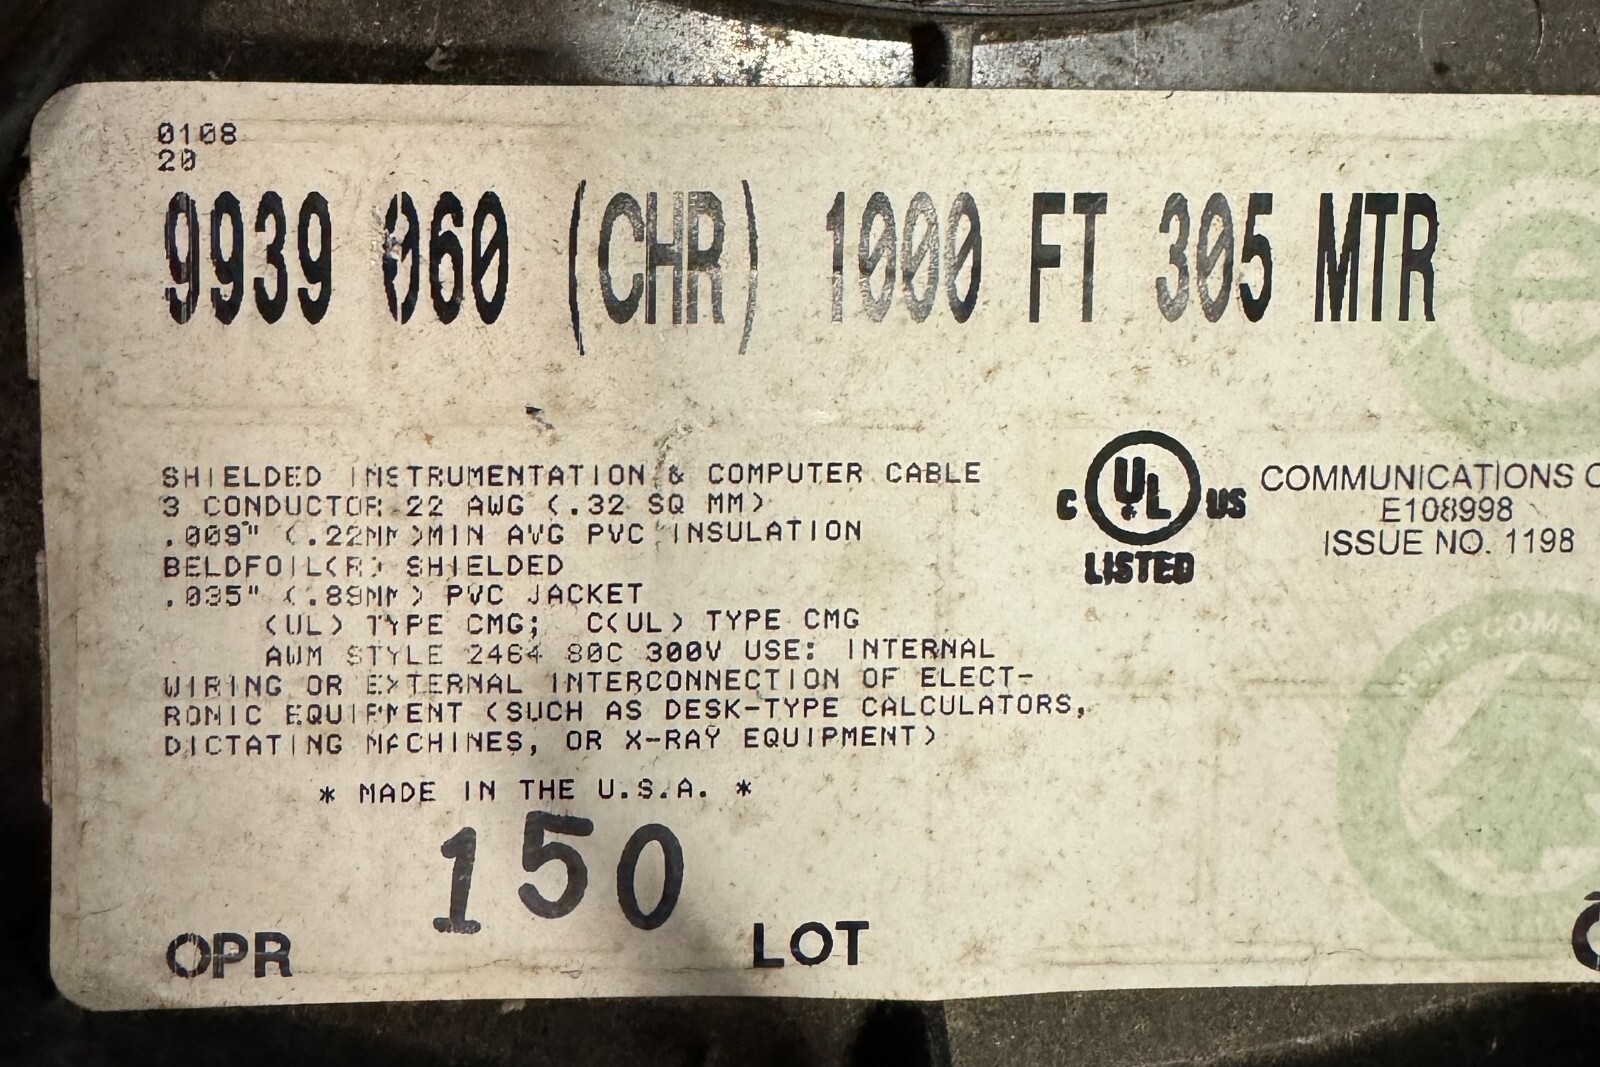 0108
20
9939 060 (CHR) 1000 FT 305 MTR
SHIELDED INSTRUMENTATION & COMPUTER CABLE
3 CONDUCTOR 22 AWG (.32 SQ MM)
.009" (.22MM)MIN AVG PVC INSULATION
BELDFOIL(R) SHIELDED
.035" (.89MM) PVC JACKET
(UL) TYPE CMG; C(UL) TYPE CMG
AWM STYLE 2464 80C 300V USE: INTERNAL
WIRING OR EXTERNAL INTERCONNECTION OF ELECT-
RONIC EQUIPMENT (SUCH AS DESK-TYPE CALCULATORS,
DICTATING MACHINES, OR X-RAY EQUIPMENT)
* MADE IN THE U.S.A. *
150
OPR LOT
C UL US
LISTED
COMMUNICATIONS C
E108998
ISSUE NO. 1198
e